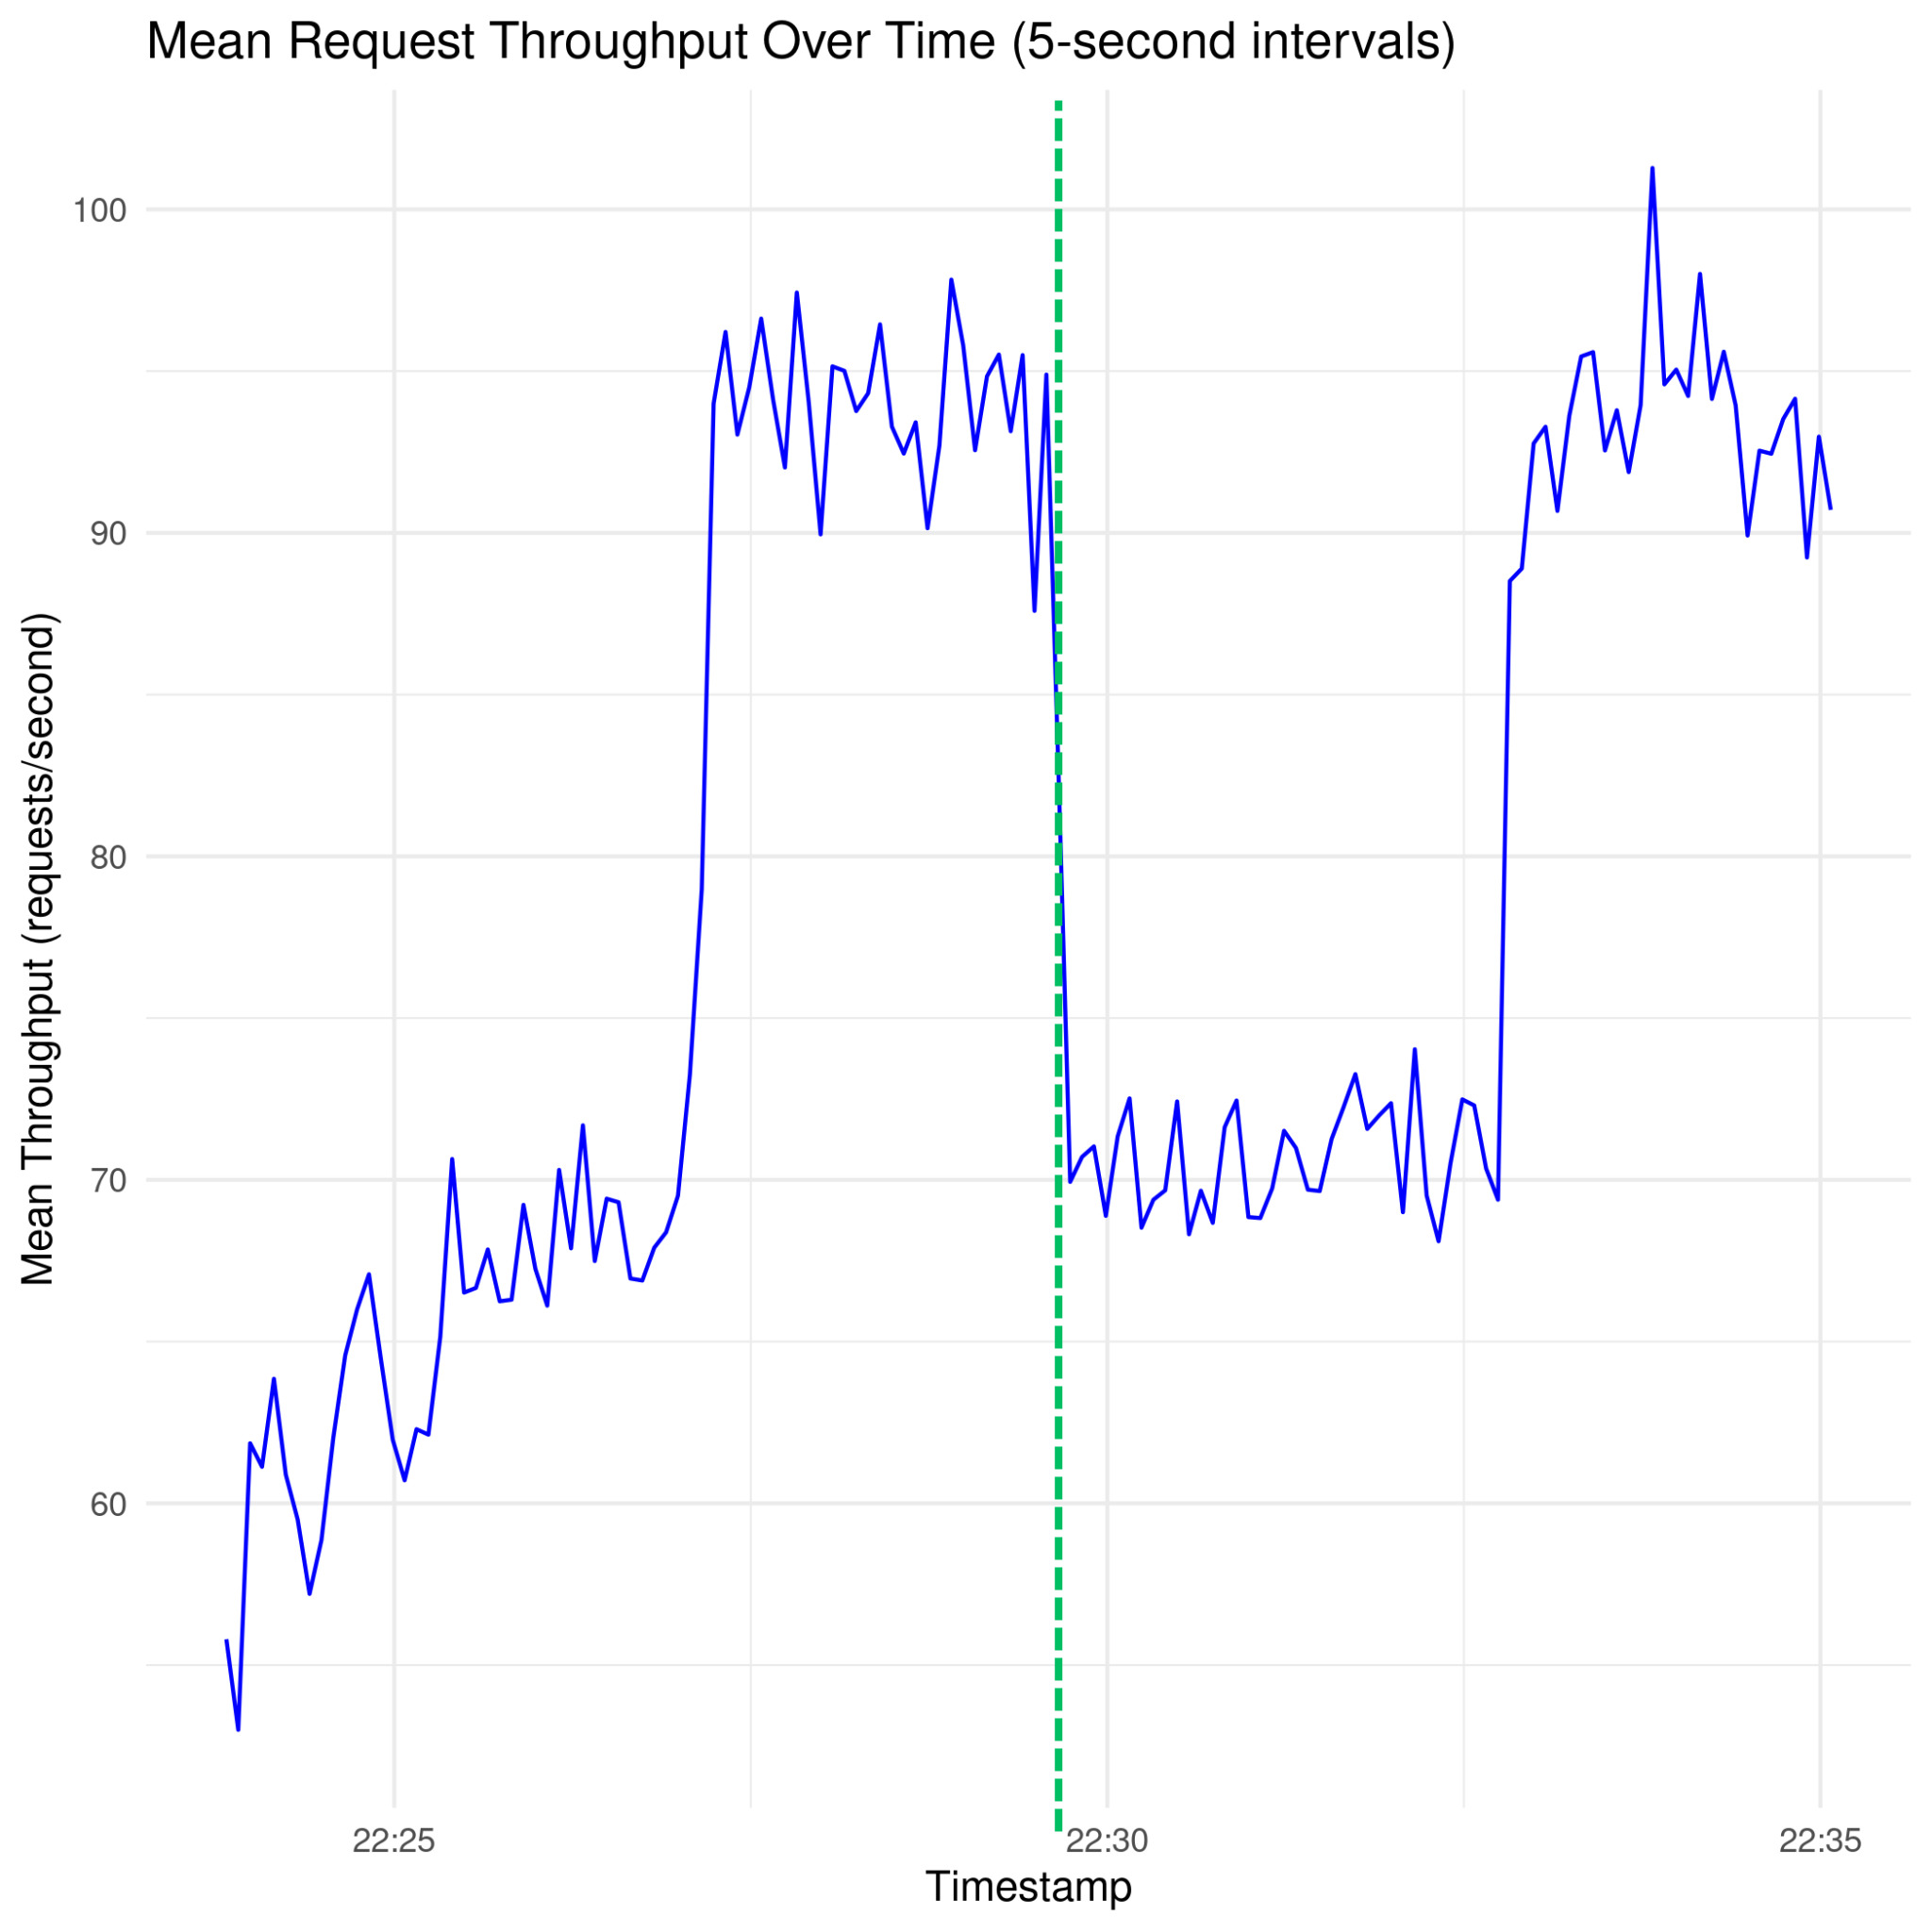 Mean Request Throughput Over Time (5-second intervals)
Mean Throughput (requests/second)
100
90
80
70
60
22:25
22:30
22:35
Timestamp